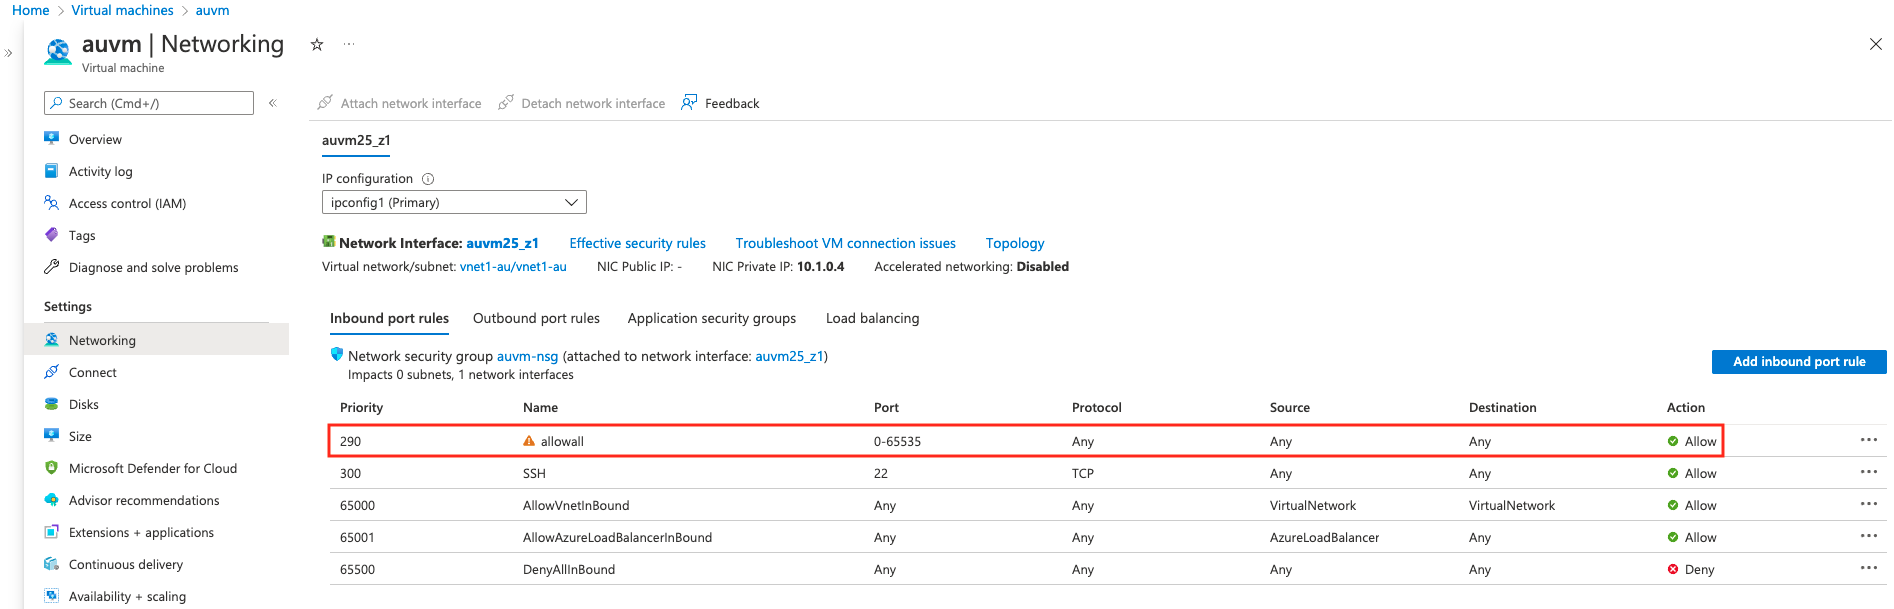 Home > Virtual machines > auvm
auvm | Networking
Virtual machine
Search (Cmd+/)
Attach network interface Detach network interface Feedback
Overview
Activity log
Access control (IAM)
Tags
Diagnose and solve problems
Settings
Networking
Connect
Disks
Size
Microsoft Defender for Cloud
Advisor recommendations
Extensions + applications
Continuous delivery
Availability + scaling
auvm25_z1
IP configuration
ipconfig1 (Primary)
Network Interface: auvm25_z1 Effective security rules Troubleshoot VM connection issues Topology
Virtual network/subnet: vnet1-au/vnet1-au NIC Public IP: - NIC Private IP: 10.1.0.4 Accelerated networking: Disabled
Inbound port rules Outbound port rules Application security groups Load balancing
Network security group auvm-nsg (attached to network interface: auvm25_z1)
Impacts 0 subnets, 1 network interfaces
Add inbound port rule
Priority Name Port Protocol Source Destination Action
290 allowall 0-65535 Any Any Any Allow
300 SSH 22 TCP Any Any Allow
65000 AllowVnetInBound Any Any VirtualNetwork VirtualNetwork Allow
65001 AllowAzureLoadBalancerInBound Any Any AzureLoadBalancer Any Allow
65500 DenyAllInBound Any Any Any Any Deny